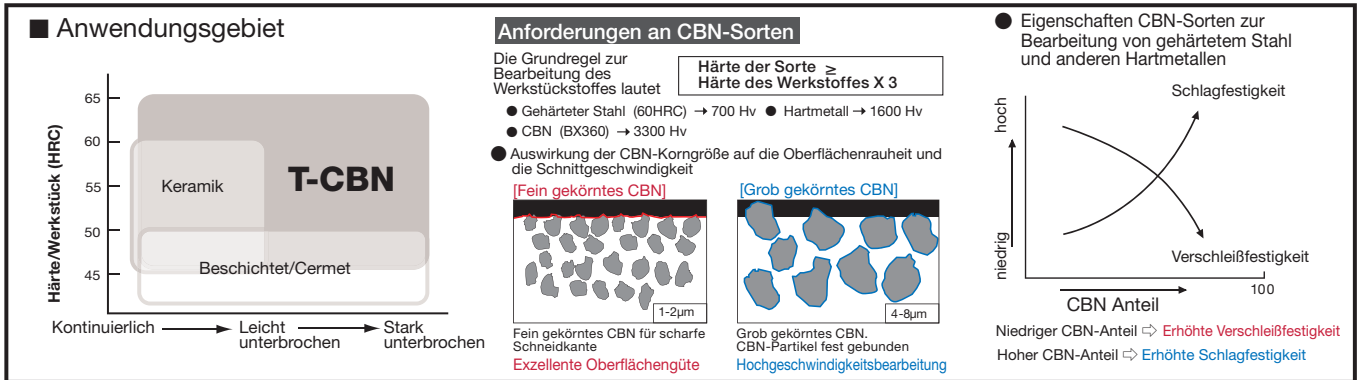 ■ Anwendungsgebiet
Härte/Werkstück (HRC)
65
60
55
50
45
Keramik
T-CBN
Beschichtet/Cermet
Kontinuierlich → Leicht unterbrochen → Stark unterbrochen
Anforderungen an CBN-Sorten
Die Grundregel zur
Bearbeitung des
Werkstückstoffes lautet
Härte der Sorte ≥
Härte des Werkstoffes X 3
● Gehärteter Stahl (60HRC) → 700 Hv ● Hartmetall → 1600 Hv
● CBN (BX360) → 3300 Hv
● Auswirkung der CBN-Korngröße auf die Oberflächenrauheit und
die Schnittgeschwindigkeit
[Fein gekörntes CBN]
1-2μm
Fein gekörntes CBN für scharfe
Schneidkante
Exzellente Oberflächengüte
[Grob gekörntes CBN]
4-8μm
Grob gekörntes CBN.
CBN-Partikel fest gebunden
Hochgeschwindigkeitsbearbeitung
● Eigenschaften CBN-Sorten zur
Bearbeitung von gehärtetem Stahl
und anderen Hartmetallen
hoch
niedrig
Schlagfestigkeit
Verschleißfestigkeit
100
CBN Anteil
Niedriger CBN-Anteil ⇨ Erhöhte Verschleißfestigkeit
Hoher CBN-Anteil ⇨ Erhöhte Schlagfestigkeit